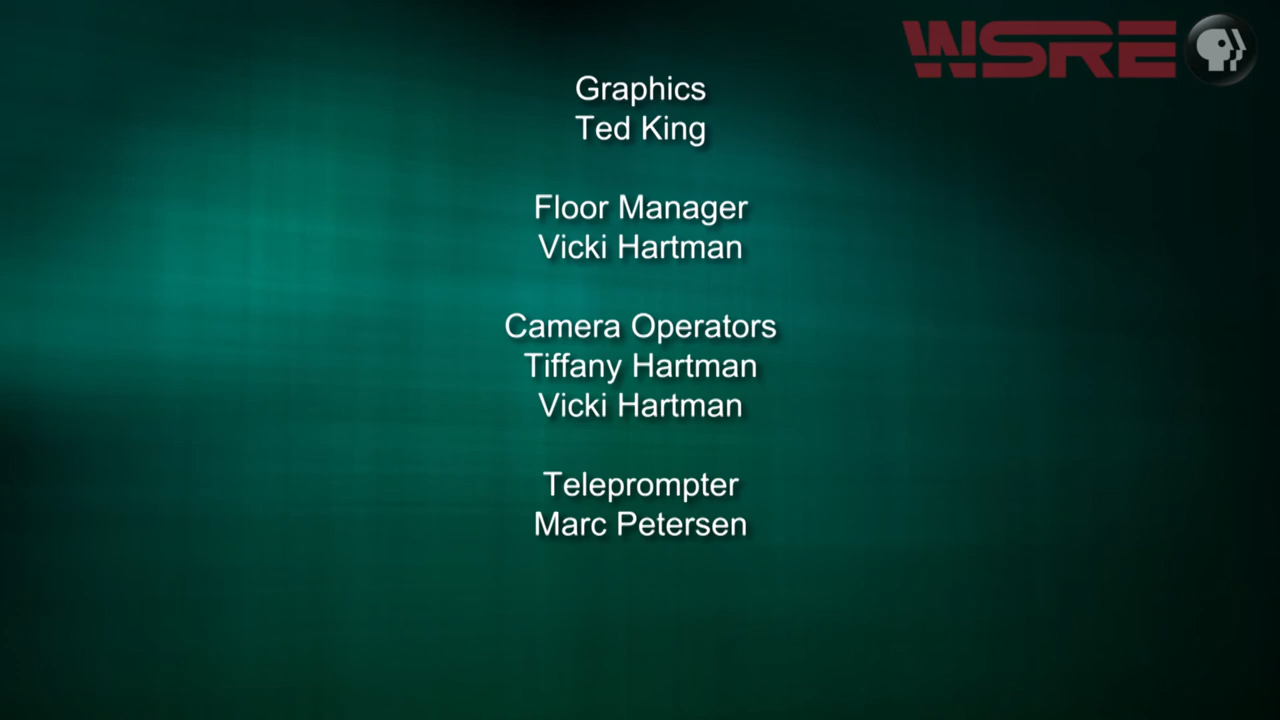 WSRE
Graphics
Ted King
Floor Manager
Vicki Hartman
Camera Operators
Tiffany Hartman
Vicki Hartman
Teleprompter
Marc Petersen